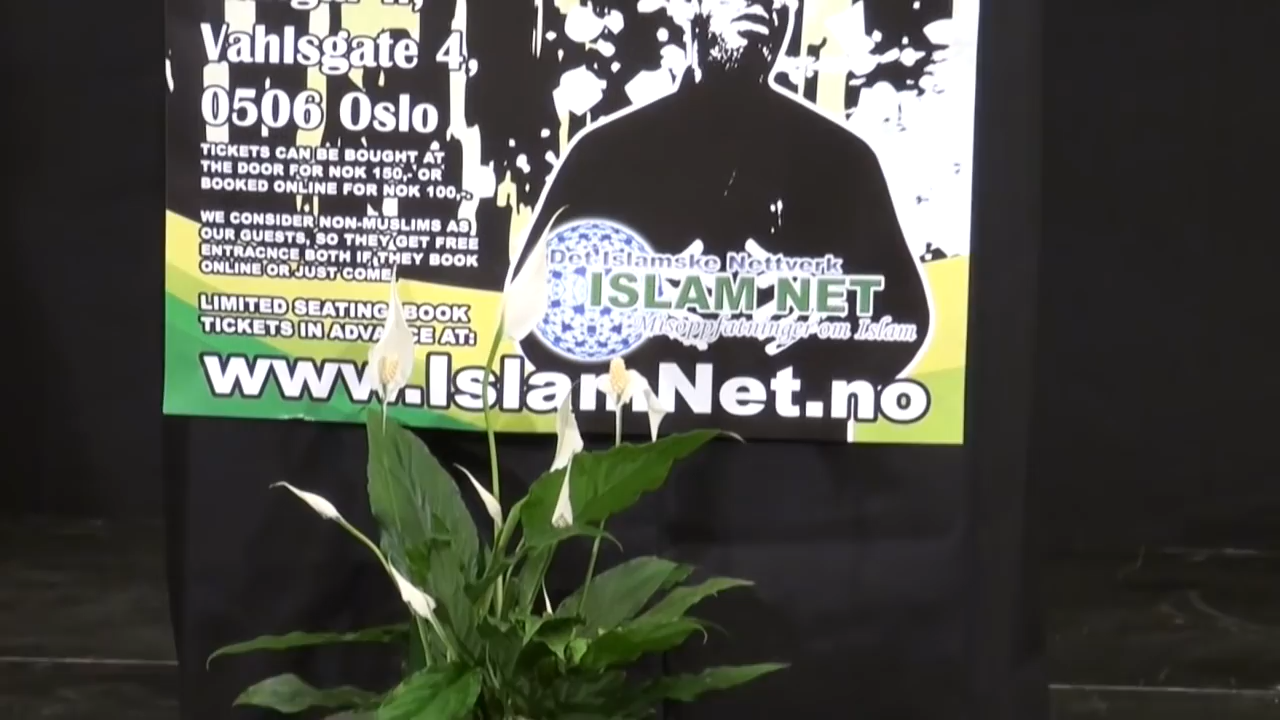 Vahlsgate 4,
0506 Oslo
TICKETS CAN BE BOUGHT AT
THE DOOR FOR NOK 150,- OR
BOOKED ONLINE FOR NOK 100,-.
WE CONSIDER NON-MUSLIMS AS
OUR GUESTS, SO THEY GET FREE
ENTRACNCE BOTH IF THEY BOOK
ONLINE OR JUST COME
LIMITED SEATING, BOOK
TICKETS IN ADVANCE AT:
Det Islamske Nettverk
ISLAM NET
Misoppfatninger om Islam
www.IslamNet.no